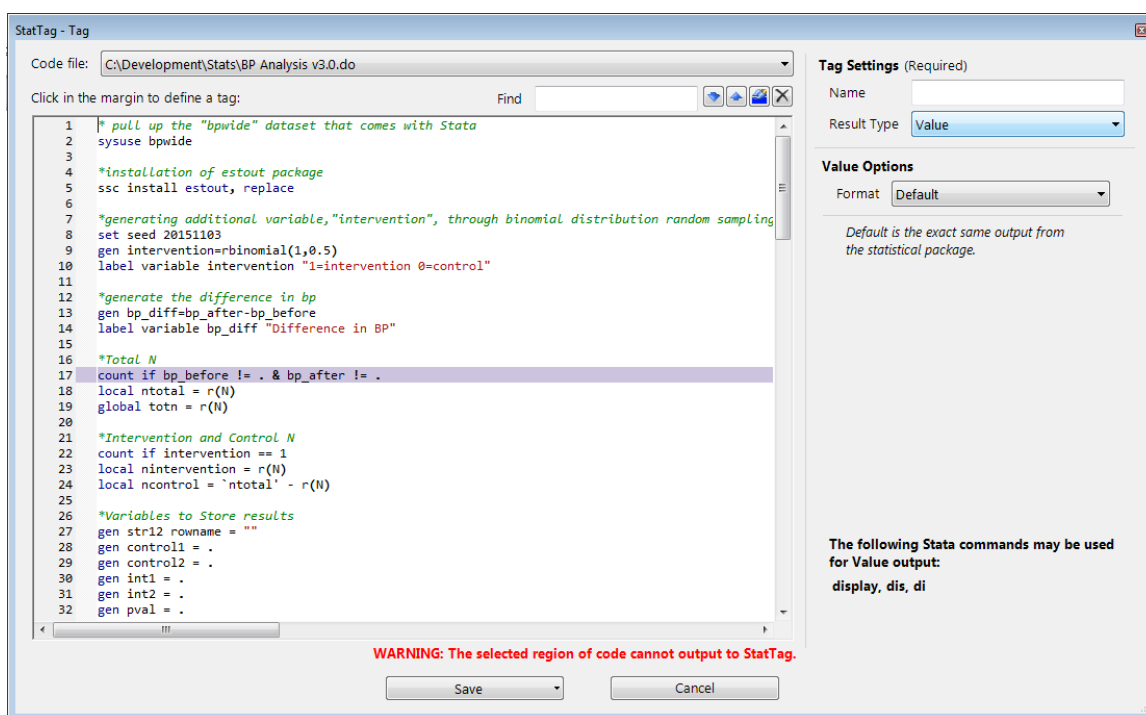 StatTag - Tag
Code file: C:\Development\Stats\BP Analysis v3.0.do
Click in the margin to define a tag: Find
1 * pull up the "bpwide" dataset that comes with Stata
2 sysuse bpwide
3
4 *installation of estout package
5 ssc install estout, replace
6
7 *generating additional variable,"intervention", through binomial distribution random sampling
8 set seed 20151103
9 gen intervention=rbinomial(1,0.5)
10 label variable intervention "1=intervention 0=control"
11
12 *generate the difference in bp
13 gen bp_diff=bp_after-bp_before
14 label variable bp_diff "Difference in BP"
15
16 *Total N
17 count if bp_before != . & bp_after != .
18 local ntotal = r(N)
19 global totn = r(N)
20
21 *Intervention and Control N
22 count if intervention == 1
23 local nintervention = r(N)
24 local ncontrol = `ntotal' - r(N)
25
26 *Variables to Store results
27 gen str12 rowname = ""
28 gen control1 = .
29 gen control2 = .
30 gen int1 = .
31 gen int2 = .
32 gen pval = .
WARNING: The selected region of code cannot output to StatTag.
Save Cancel
Tag Settings (Required)
Name
Result Type Value
Value Options
Format Default
Default is the exact same output from
the statistical package.
The following Stata commands may be used
for Value output:
display, dis, di